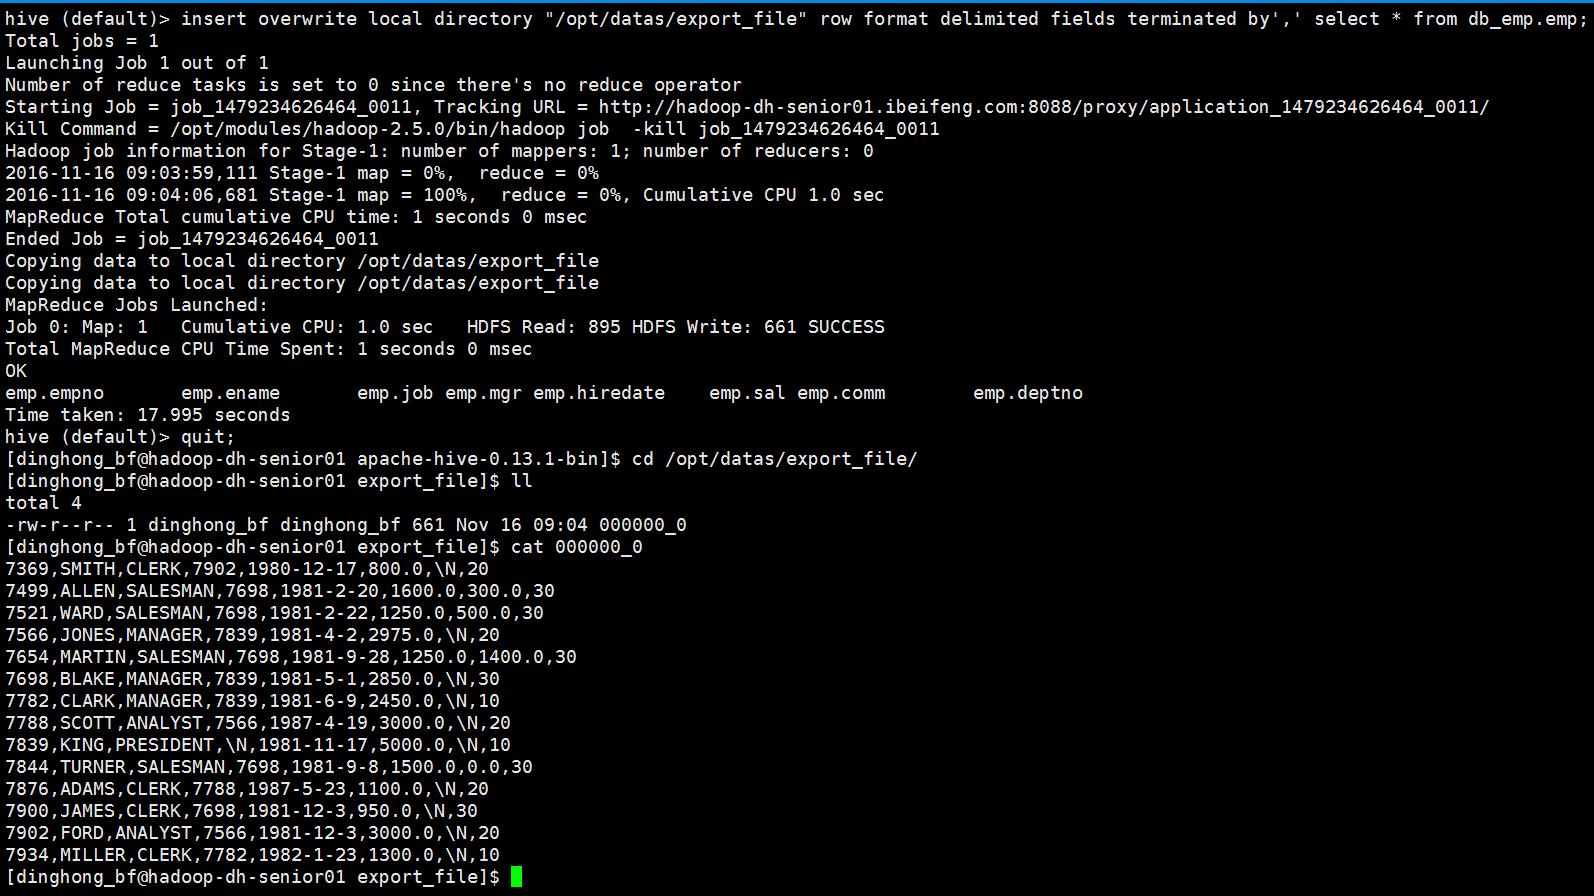 hive (default)> insert overwrite local directory "/opt/datas/export_file" row format delimited fields terminated by',' select * from db_emp.emp;
Total jobs = 1
Launching Job 1 out of 1
Number of reduce tasks is set to 0 since there's no reduce operator
Starting Job = job_1479234626464_0011, Tracking URL = http://hadoop-dh-senior01.ibeifeng.com:8088/proxy/application_1479234626464_0011/
Kill Command = /opt/modules/hadoop-2.5.0/bin/hadoop job  -kill job_1479234626464_0011
Hadoop job information for Stage-1: number of mappers: 1; number of reducers: 0
2016-11-16 09:03:59,111 Stage-1 map = 0%,  reduce = 0%
2016-11-16 09:04:06,681 Stage-1 map = 100%,  reduce = 0%, Cumulative CPU 1.0 sec
MapReduce Total cumulative CPU time: 1 seconds 0 msec
Ended Job = job_1479234626464_0011
Copying data to local directory /opt/datas/export_file
Copying data to local directory /opt/datas/export_file
MapReduce Jobs Launched:
Job 0: Map: 1   Cumulative CPU: 1.0 sec   HDFS Read: 895 HDFS Write: 661 SUCCESS
Total MapReduce CPU Time Spent: 1 seconds 0 msec
OK
emp.empno       emp.ename       emp.job emp.mgr emp.hiredate    emp.sal emp.comm        emp.deptno
Time taken: 17.995 seconds
hive (default)> quit;
[dinghong_bf@hadoop-dh-senior01 apache-hive-0.13.1-bin]$ cd /opt/datas/export_file/
[dinghong_bf@hadoop-dh-senior01 export_file]$ ll
total 4
-rw-r--r-- 1 dinghong_bf dinghong_bf 661 Nov 16 09:04 000000_0
[dinghong_bf@hadoop-dh-senior01 export_file]$ cat 000000_0
7369,SMITH,CLERK,7902,1980-12-17,800.0,\N,20
7499,ALLEN,SALESMAN,7698,1981-2-20,1600.0,300.0,30
7521,WARD,SALESMAN,7698,1981-2-22,1250.0,500.0,30
7566,JONES,MANAGER,7839,1981-4-2,2975.0,\N,20
7654,MARTIN,SALESMAN,7698,1981-9-28,1250.0,1400.0,30
7698,BLAKE,MANAGER,7839,1981-5-1,2850.0,\N,30
7782,CLARK,MANAGER,7839,1981-6-9,2450.0,\N,10
7788,SCOTT,ANALYST,7566,1987-4-19,3000.0,\N,20
7839,KING,PRESIDENT,\N,1981-11-17,5000.0,\N,10
7844,TURNER,SALESMAN,7698,1981-9-8,1500.0,0.0,30
7876,ADAMS,CLERK,7788,1987-5-23,1100.0,\N,20
7900,JAMES,CLERK,7698,1981-12-3,950.0,\N,30
7902,FORD,ANALYST,7566,1981-12-3,3000.0,\N,20
7934,MILLER,CLERK,7782,1982-1-23,1300.0,\N,10
[dinghong_bf@hadoop-dh-senior01 export_file]$